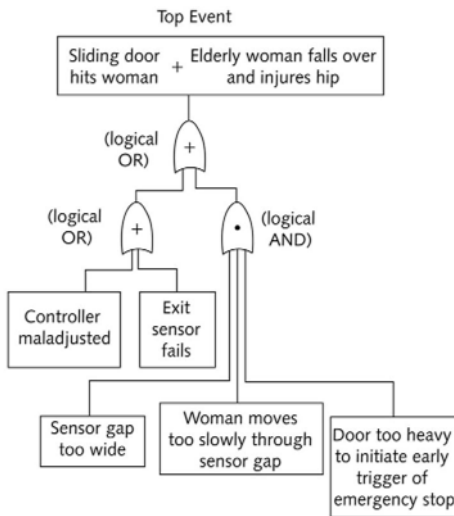 Top Event
Sliding door
hits woman
+
Elderly woman falls over
and injures hip
(logical
OR)
+
(logical
OR)
+
(logical
AND)
•
Controller
maladjusted
Exit
sensor
fails
Sensor gap
too wide
Woman moves
too slowly through
sensor gap
Door too heavy
to initiate early
trigger of
emergency stop